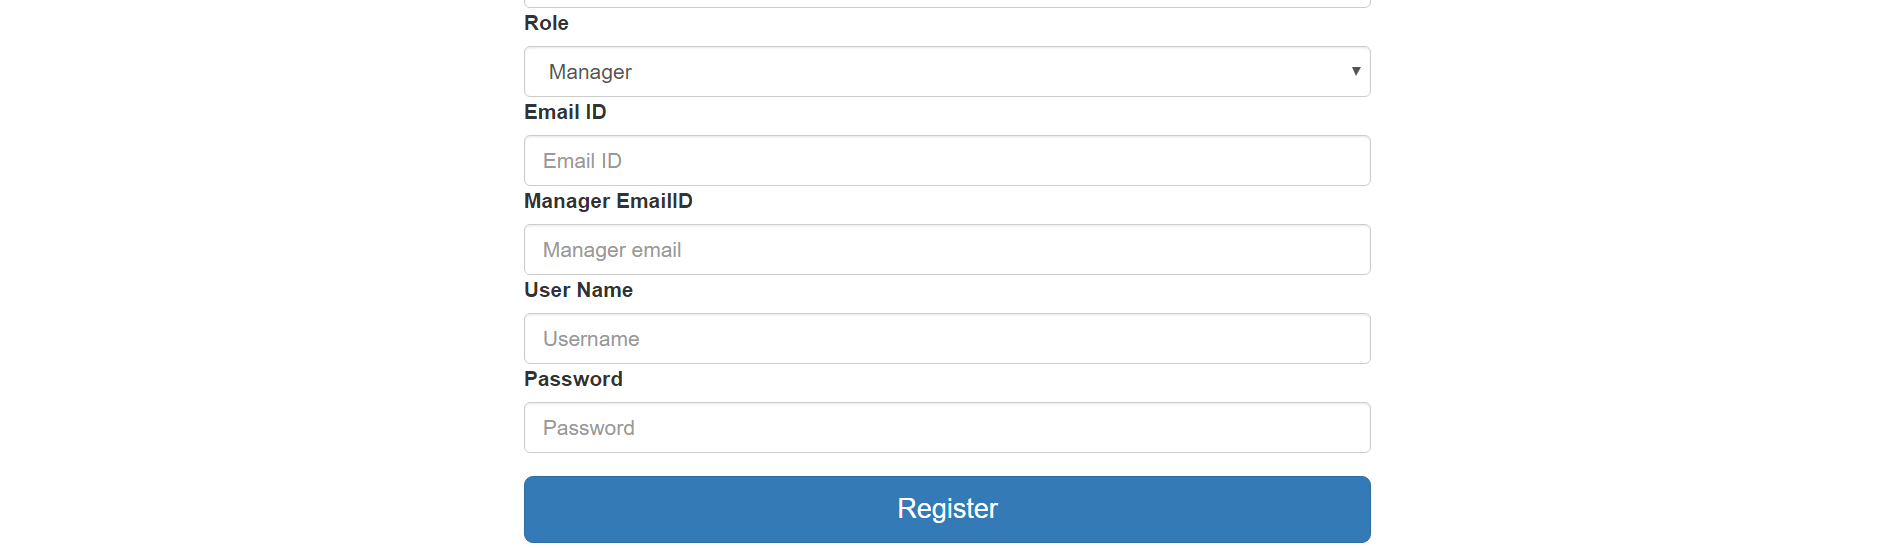 Role
Manager
Email ID
Email ID
Manager EmailID
Manager email
User Name
Username
Password
Password
Register